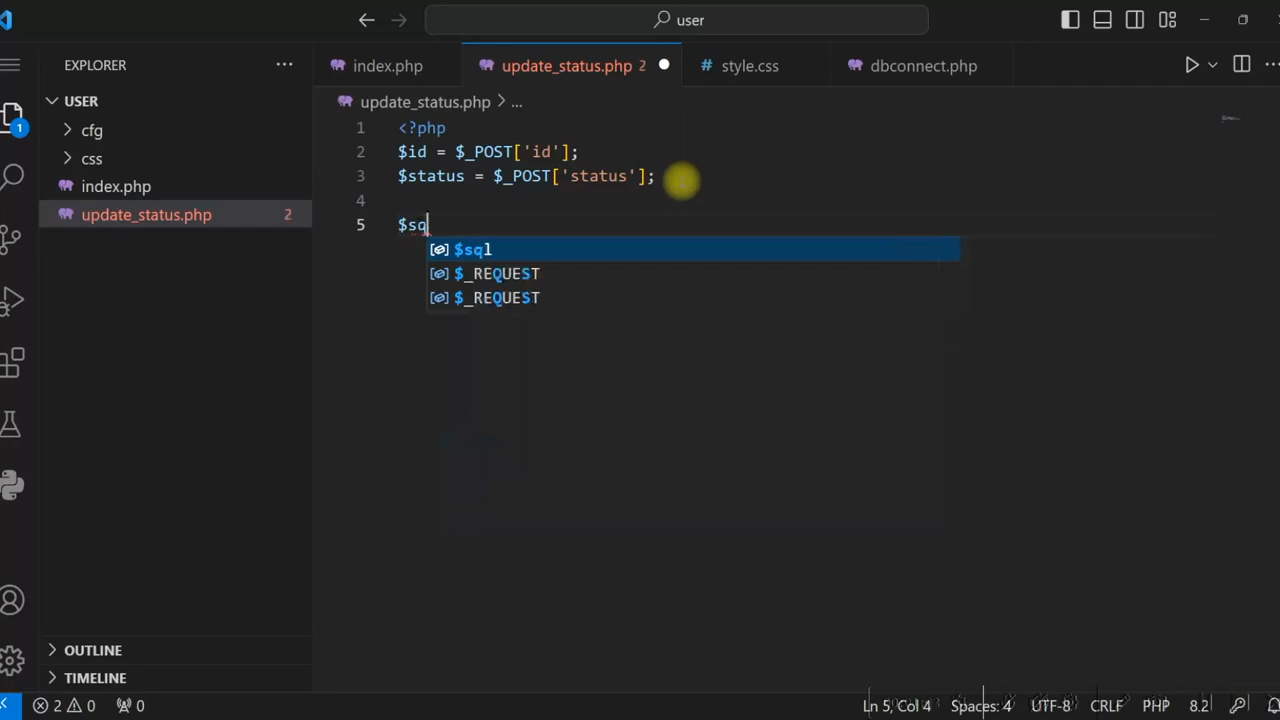 user
EXPLORER
index.php
update_status.php 2
style.css
dbconnect.php
USER
update_status.php > ...
cfg
css
index.php
update_status.php 2
1 <?php
2 $id = $_POST['id'];
3 $status = $_POST['status'];
4
5 $sq
$sql
$_REQUEST
$_REQUEST
1
OUTLINE
TIMELINE
2 0 0
Ln 5, Col 4
Spaces: 4
UTF-8
CRLF
PHP
8.2